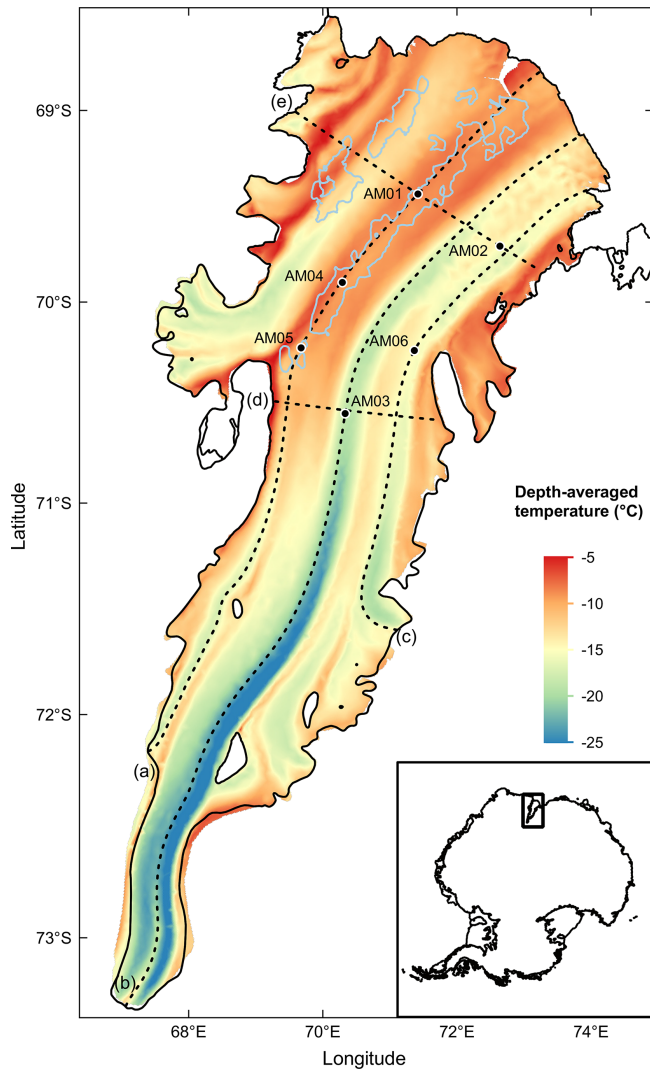 69°S
(e)
AM01
AM02
AM04
70°S
AM05
AM06
(d)
AM03
71°S
Latitude
Depth-averaged
temperature (°C)
-5
-10
-15
-20
-25
(c)
72°S
(a)
73°S
(b)
68°E
70°E
72°E
74°E
Longitude